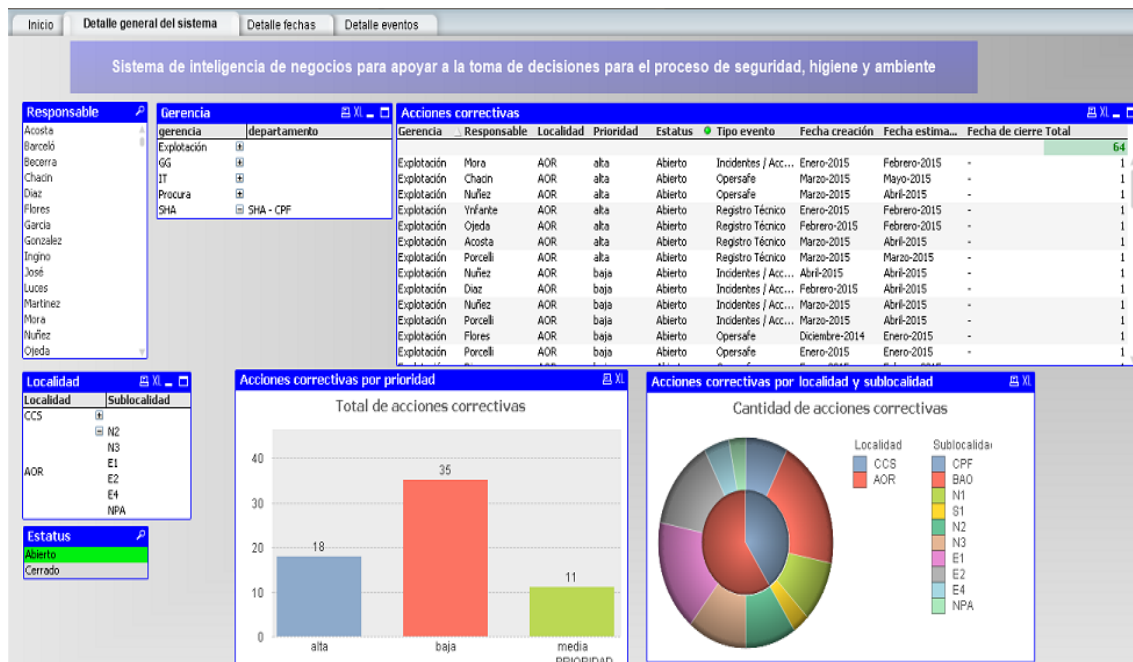 Inicio Detalle general del sistema Detalle fechas Detalle eventos
Sistema de inteligencia de negocios para apoyar a la toma de decisiones para el proceso de seguridad, higiene y ambiente
Responsable
Acosta
Barceló
Becerra
Chacin
Diaz
Flores
Garcia
Gonzalez
Ingino
José
Luces
Martinez
Mora
Nuñez
Ojeda
Gerencia XL
gerencia departamento
Explotación
GG
IT
Procura
SHA SHA - CPF
Acciones correctivas XL
Gerencia Responsable Localidad Prioridad Estatus Tipo evento Fecha creación Fecha estima... Fecha de cierre Total
64
Explotación Mora AOR alta Abierto Incidentes / Acc... Enero-2015 Febrero-2015 - 1
Explotación Chacin AOR alta Abierto Opersafe Marzo-2015 Mayo-2015 - 1
Explotación Nuñez AOR alta Abierto Opersafe Marzo-2015 Abril-2015 - 1
Explotación Ynfante AOR alta Abierto Registro Técnico Enero-2015 Febrero-2015 - 1
Explotación Ojeda AOR alta Abierto Registro Técnico Febrero-2015 Febrero-2015 - 1
Explotación Acosta AOR alta Abierto Registro Técnico Marzo-2015 Abril-2015 - 1
Explotación Porcelli AOR alta Abierto Registro Técnico Marzo-2015 Marzo-2015 - 1
Explotación Nuñez AOR baja Abierto Incidentes / Acc... Abril-2015 Abril-2015 - 1
Explotación Diaz AOR baja Abierto Incidentes / Acc... Febrero-2015 Abril-2015 - 1
Explotación Nuñez AOR baja Abierto Incidentes / Acc... Marzo-2015 Abril-2015 - 1
Explotación Porcelli AOR baja Abierto Incidentes / Acc... Marzo-2015 Abril-2015 - 1
Explotación Flores AOR baja Abierto Opersafe Diciembre-2014 Enero-2015 - 1
Explotación Porcelli AOR baja Abierto Opersafe Enero-2015 Enero-2015 - 1
Localidad XL
Localidad Sublocalidad
CCS
N2
N3
E1
AOR
E2
E4
NPA
Estatus
Abierto
Cerrado
Acciones correctivas por prioridad XL
Total de acciones correctivas
40
30
20
10
0
18
35
11
alta baja media
PRIORIDAD
Acciones correctivas por localidad y sublocalidad XL
Cantidad de acciones correctivas
Localidad
CCS
AOR
Sublocalida
CPF
BAO
N1
S1
N2
N3
E1
E2
E4
NPA